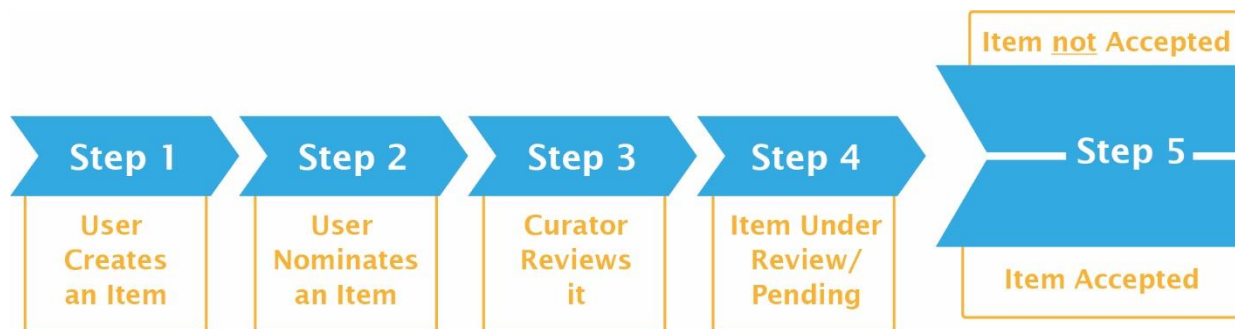 Step 1
User
Creates
an Item
Step 2
User
Nominates
an Item
Step 3
Curator
Reviews
it
Step 4
Item Under
Review/
Pending
Item not Accepted
Step 5
Item Accepted